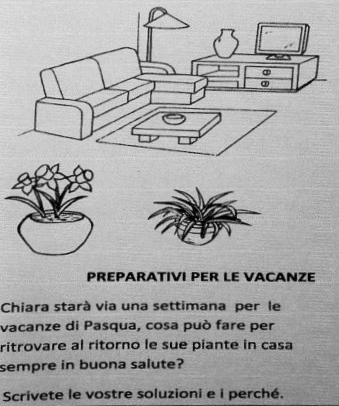 PREPARATIVI PER LE VACANZE
Chiara starà via una settimana per le
vacanze di Pasqua, cosa può fare per
ritrovare al ritorno le sue piante in casa
sempre in buona salute?
Scrivete le vostre soluzioni e i perché.